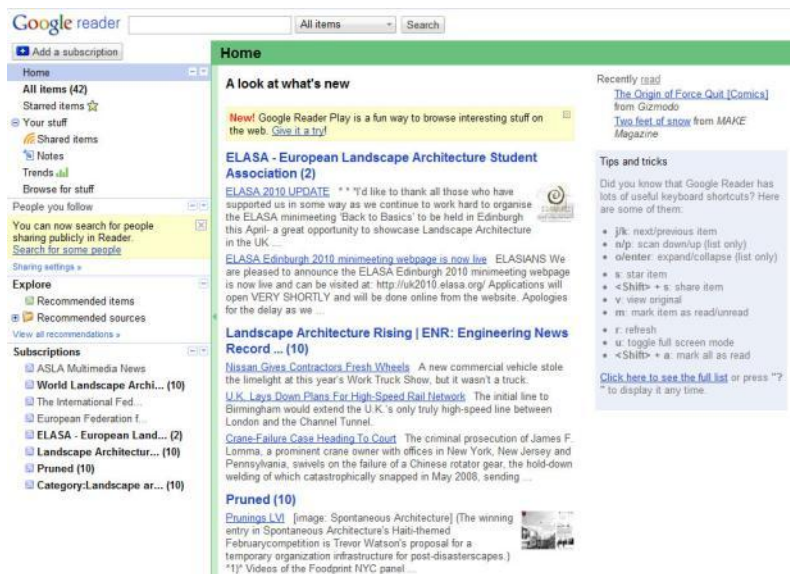 Google reader
All items
Search
Add a subscription
Home
All items (42)
Starred items
Your stuff
Shared items
Notes
Trends
Browse for stuff
People you follow
You can now search for people
sharing publicly in Reader.
Search for some people
Sharing settings »
Explore
Recommended items
Recommended sources
View all recommendations »
Subscriptions
ASLA Multimedia News
World Landscape Archi... (10)
The International Fed...
European Federation f...
ELASA - European Land... (2)
Landscape Architectur... (10)
Pruned (10)
Category:Landscape ar... (10)
Home
A look at what's new
New! Google Reader Play is a fun way to browse interesting stuff on
the web. Give it a try!
ELASA - European Landscape Architecture Student
Association (2)
ELASA 2010 UPDATE * * "I'd like to thank all those who have
supported us in some way as we continue to work hard to organise
the ELASA minimeeting 'Back to Basics' to be held in Edinburgh
this April- a great opportunity to showcase Landscape Architecture
in the UK ...
ELASA Edinburgh 2010 minimeeting webpage is now live ELASIANS We
are pleased to announce the ELASA Edinburgh 2010 minimeeting webpage
is now live and can be visited at: http://uk2010.elasa.org/ Applications will
open VERY SHORTLY and will be done online from the website. Apologies
for the delay as we ...
Landscape Architecture Rising | ENR: Engineering News
Record ... (10)
Nissan Gives Contractors Fresh Wheels A new commercial vehicle stole
the limelight at this year's Work Truck Show, but it wasn't a truck.
U.K. Lays Down Plans For High-Speed Rail Network The initial line to
Birmingham would extend the U.K.'s only truly high-speed line between
London and the Channel Tunnel.
Crane-Failure Case Heading To Court The criminal prosecution of James F.
Lomma, a prominent crane owner with offices in New York, New Jersey and
Pennsylvania, swivels on the failure of a Chinese rotator gear, the hold-down
welding of which catastrophically snapped in May 2008, sending ...
Pruned (10)
Prunings LVI [image: Spontaneous Architecture] (The winning
entry in Spontaneous Architecture's Haiti-themed
Februarycompetition is Trevor Watson's proposal for a
temporary organization infrastructure for post-disasterscapes.)
*1)* Videos of the Foodprint NYC panel ...
Recently read
The Origin of Force Quit [Comics]
from Gizmodo
Two feet of snow from MAKE
Magazine
Tips and tricks
Did you know that Google Reader has
lots of useful keyboard shortcuts? Here
are some of them:
j/k: next/previous item
n/p: scan down/up (list only)
o/enter: expand/collapse (list only)
s: star item
<Shift> + s: share item
v: view original
m: mark item as read/unread
r: refresh
u: toggle full screen mode
<Shift> + a: mark all as read
Click here to see the full list or press "?
" to display it any time.